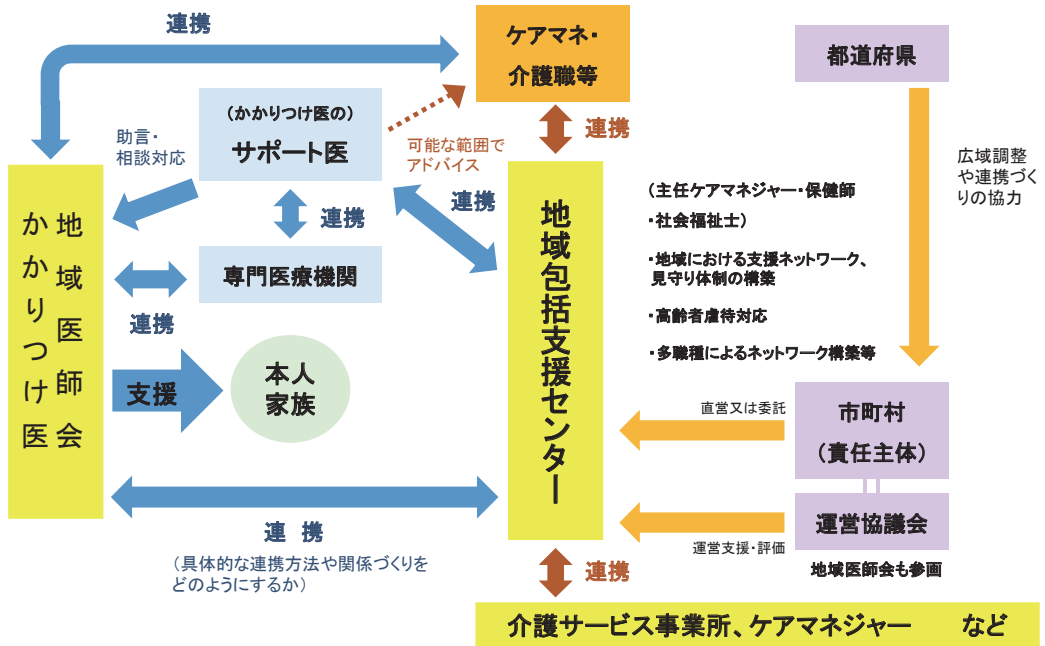 連携
ケアマネ・
介護職等
都道府県
(かかりつけ医の)
サポート医
助言・
相談対応
可能な範囲で
アドバイス
連携
連携
連携
広域調整
や連携づく
りの協力
地域医師会
かかりつけ医
専門医療機関
連携
地域包括支援センター
(主任ケアマネジャー・保健師
・社会福祉士)
・地域における支援ネットワーク、
見守り体制の構築
・高齢者虐待対応
・多職種によるネットワーク構築等
支援
本人
家族
直営又は委託
市町村
(責任主体)
運営協議会
運営支援・評価
地域医師会も参画
連 携
(具体的な連携方法や関係づくりを
どのようにするか)
連携
介護サービス事業所、ケアマネジャー など